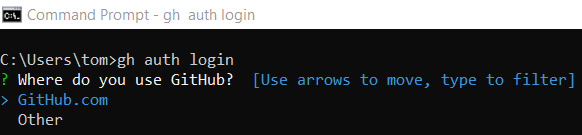 Command Prompt - gh  auth login
C:\Users\tom>gh auth login
? Where do you use GitHub?  [Use arrows to move, type to filter]
> GitHub.com
  Other